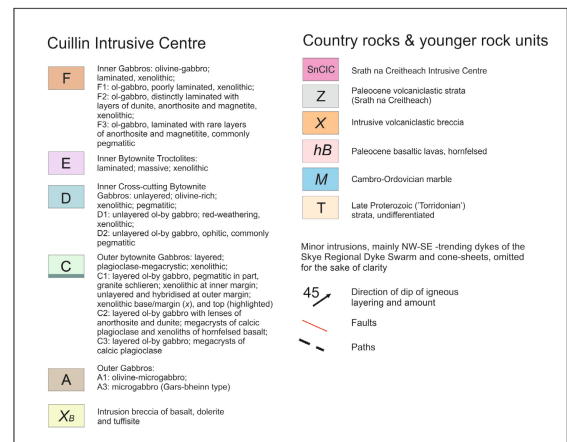 Cuillin Intrusive Centre
F
Inner Gabbros: olivine-gabbro;
laminated, xenolithic;
F1: ol-gabbro, poorly laminated, xenolithic;
F2: ol-gabbro, distinctly laminated with
layers of dunite, anorthosite and magnetite,
xenolithic;
F3: ol-gabbro, laminated with rare layers
of anorthosite and magnetitite, commonly
pegmatitic
E
Inner Bytownite Troctolites:
laminated; massive; xenolithic
D
Inner Cross-cutting Bytownite
Gabbros: unlayered; olivine-rich;
xenolithic; pegmatitic;
D1: unlayered ol-by gabbro; red-weathering,
xenolithic;
D2: unlayered ol-by gabbro, ophitic, commonly
pegmatitic
C
Outer bytownite Gabbros: layered;
plagioclase-megacrystic; xenolithic;
C1: layered ol-by gabbro, pegmatitic in part,
granite schlieren; xenolithic at inner margin;
unlayered and hybridised at outer margin;
xenolithic base/margin (x), and top (highlighted)
C2: layered ol-by gabbro with lenses of
anorthosite and dunite; megacrysts of calcic
plagioclase and xenoliths of hornfelsed basalt;
C3: layered ol-by gabbro; megacrysts of
calcic plagioclase
A
Outer Gabbros:
A1: olivine-microgabbro;
A3: microgabbro (Gars-bheinn type)
XB
Intrusion breccia of basalt, dolerite
and tuffisite
Country rocks & younger rock units
SnCIC
Srath na Creitheach Intrusive Centre
Z
Paleocene volcaniclastic strata
(Srath na Creitheach)
X
Intrusive volcaniclastic breccia
hB
Paleocene basaltic lavas, hornfelsed
M
Cambro-Ordovician marble
T
Late Proterozoic ('Torridonian')
strata, undifferentiated
Minor intrusions, mainly NW-SE -trending dykes of the
Skye Regional Dyke Swarm and cone-sheets, omitted
for the sake of clarity
45
Direction of dip of igneous
layering and amount
Faults
Paths